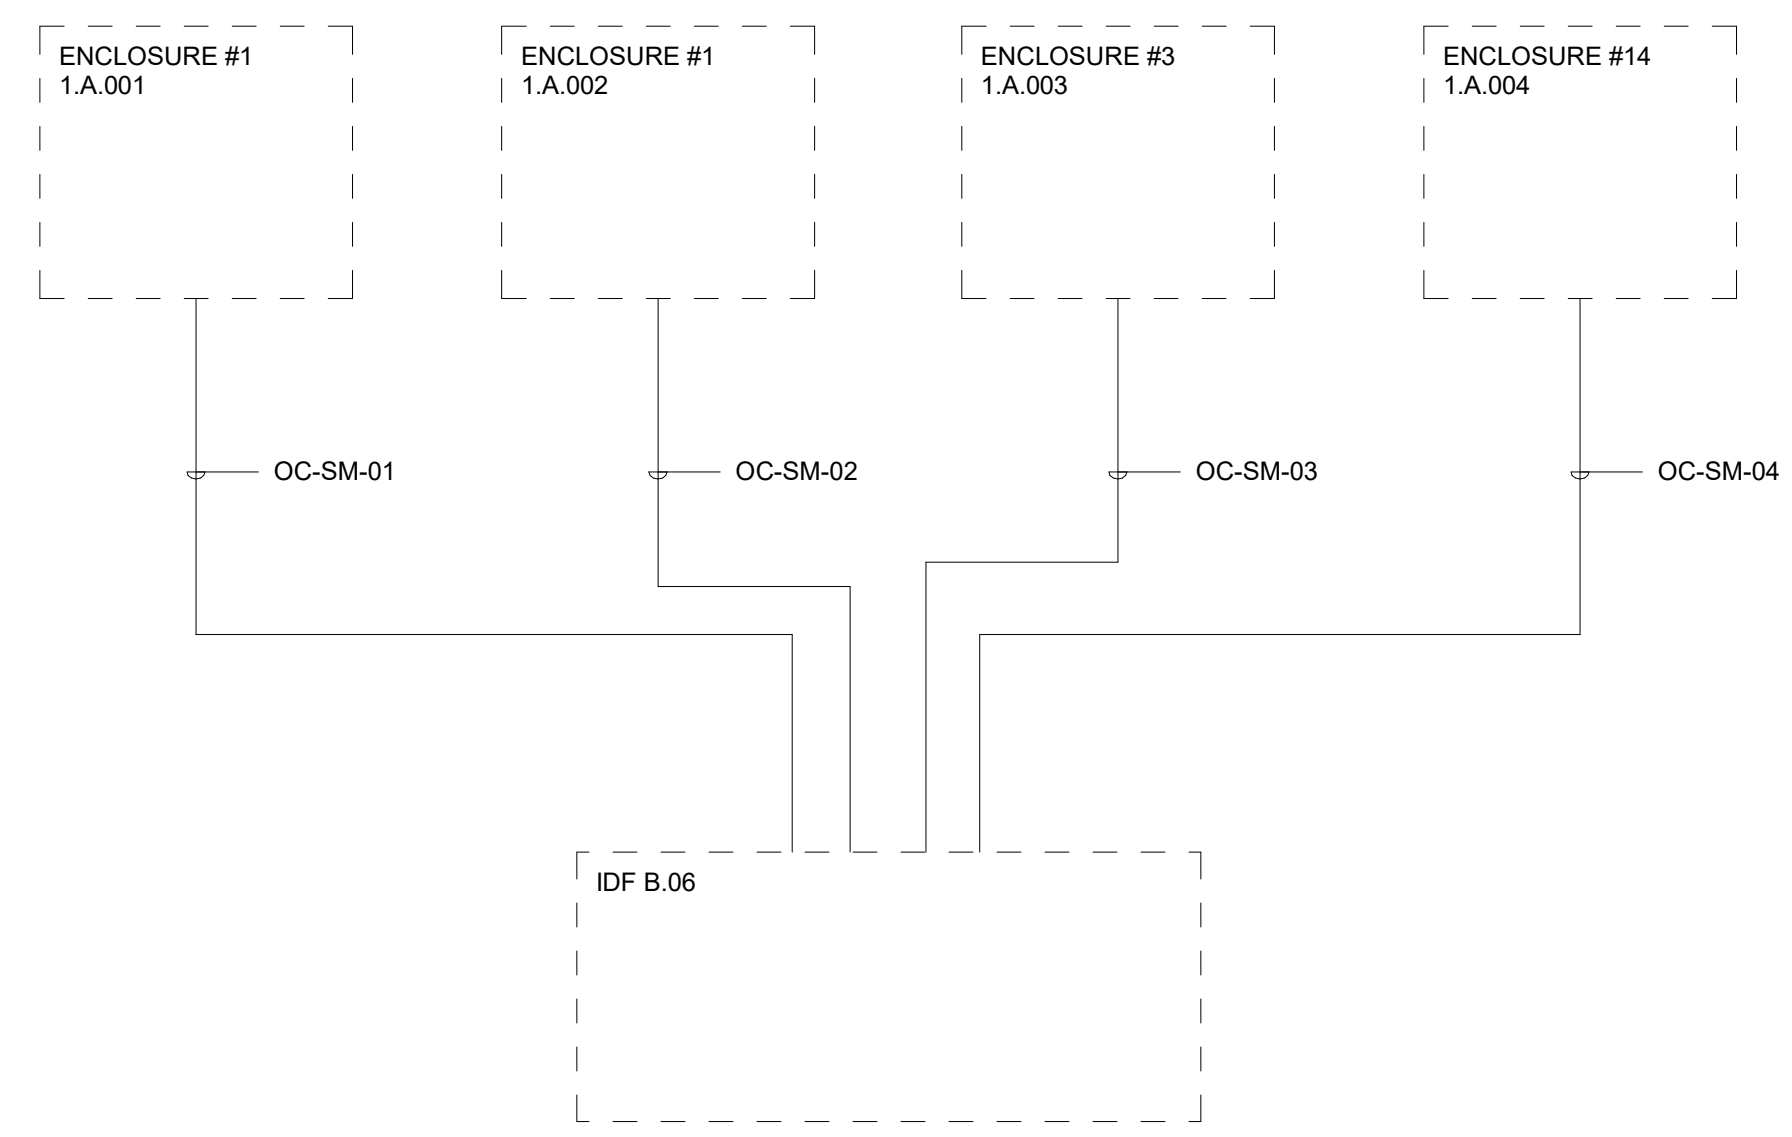 ENCLOSURE #1
1.A.001
ENCLOSURE #1
1.A.002
ENCLOSURE #3
1.A.003
ENCLOSURE #14
1.A.004
OC-SM-01
OC-SM-02
OC-SM-03
OC-SM-04
IDF B.06